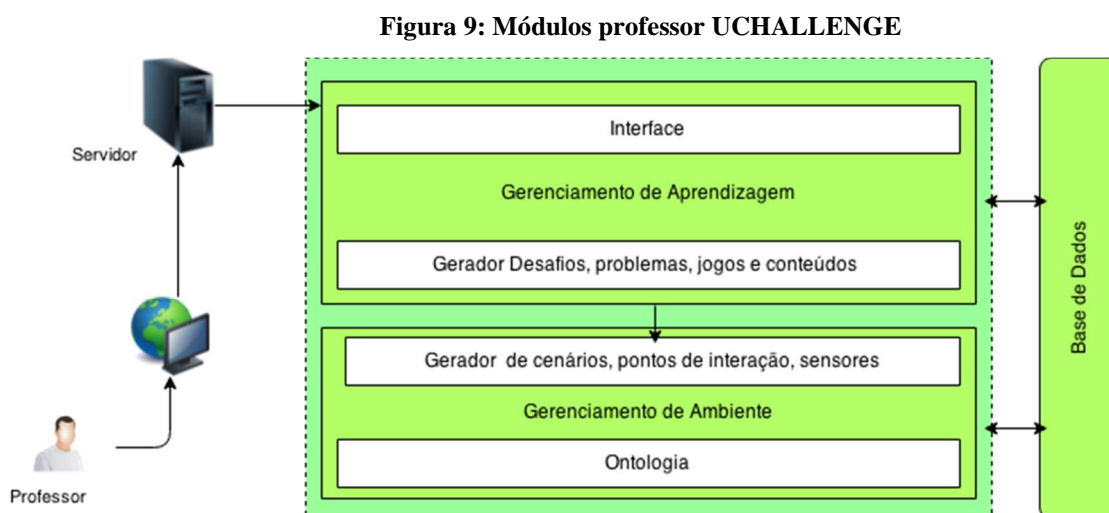 Figura 9: Módulos professor UCHALLENGE
Servidor
Professor
Interface
Gerenciamento de Aprendizagem
Gerador Desafios, problemas, jogos e conteúdos
Gerador de cenários, pontos de interação, sensores
Gerenciamento de Ambiente
Ontologia
Base de Dados